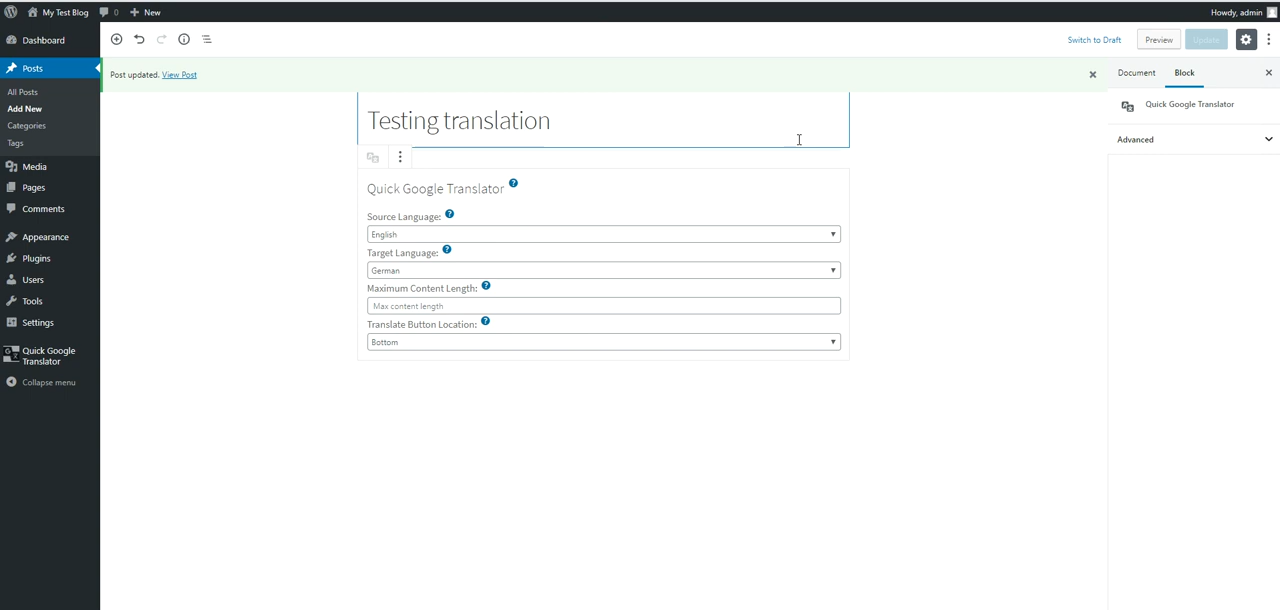 My Test Blog 0 New Howdy, admin
Dashboard
Switch to Draft Preview Update
Posts
Post updated. View Post
Document Block
All Posts
Add New
Categories
Tags
Quick Google Translator
Advanced
Testing translation
Media
Pages
Comments
Appearance
Plugins
Users
Tools
Settings
Quick Google
Translator
Collapse menu
Quick Google Translator ?
Source Language: ?
English
Target Language: ?
German
Maximum Content Length: ?
Max content length
Translate Button Location: ?
Bottom